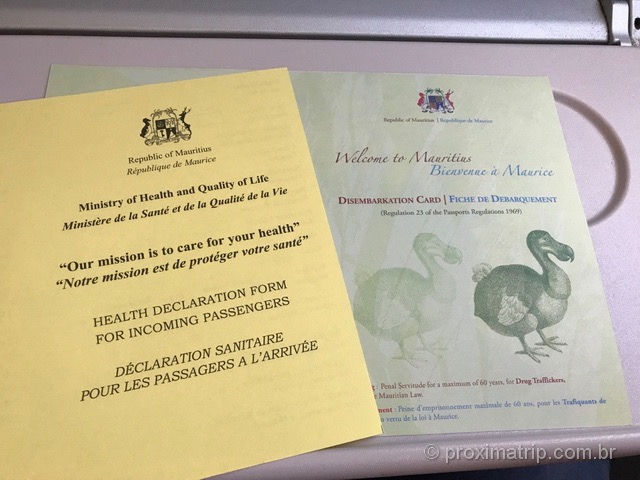 Republic of Mauritius
République de Maurice
Ministry of Health and Quality of Life
Ministère de la Santé et de la Qualité de la Vie
“Our mission is to care for your health”
“Notre mission est de protéger votre santé”
HEALTH DECLARATION FORM
FOR INCOMING PASSENGERS
DÉCLARATION SANITAIRE
POUR LES PASSAGERS A L’ARRIVÉE
Republic of Mauritius | République de Maurice
Welcome to Mauritius
Bienvenue à Maurice
DISEMBARKATION CARD | FICHE DE DEBARQUEMENT
(Regulation 23 of the Passports Regulations 1969)
: Penal Servitude for a maximum of 60 years, for Drug Traffickers,
Mauritian Law.
: Peine d’emprisonnement maximale de 60 ans, pour les Trafiquants de
vertu de la loi à Maurice.
© proximatrip.com.br